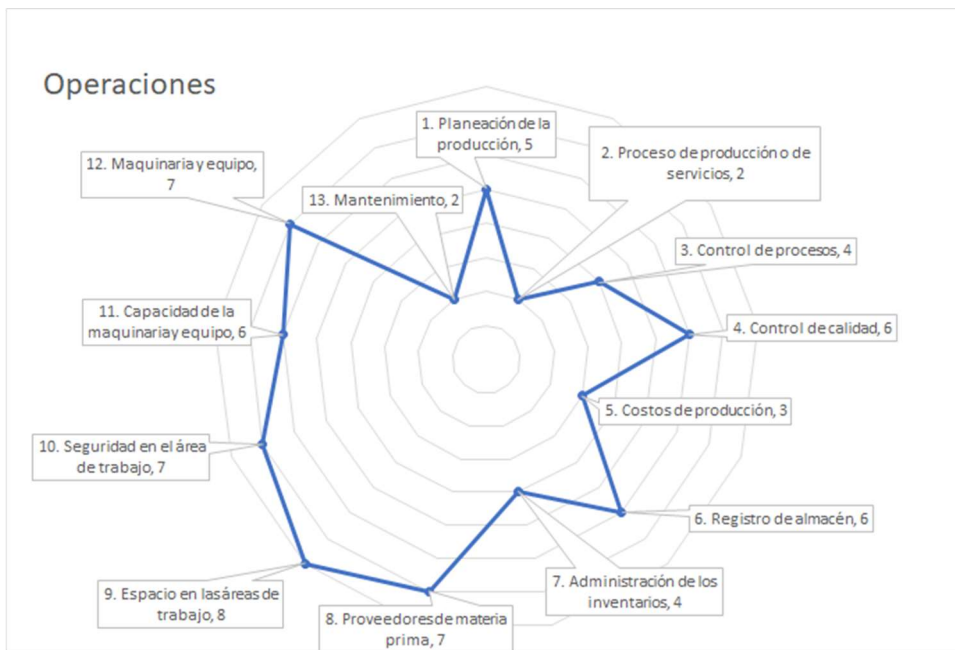 Operaciones
1. Planeación de la
producción, 5
2. Proceso de producción o de
servicios, 2
3. Control de procesos, 4
4. Control de calidad, 6
5. Costos de producción, 3
6. Registro de almacén, 6
7. Administración de los
inventarios, 4
8. Proveedores de materia
prima, 7
9. Espacio en las áreas de
trabajo, 8
10. Seguridad en el área
de trabajo, 7
11. Capacidad de la
maquinaria y equipo, 6
12. Maquinaria y equipo,
7
13. Mantenimiento, 2